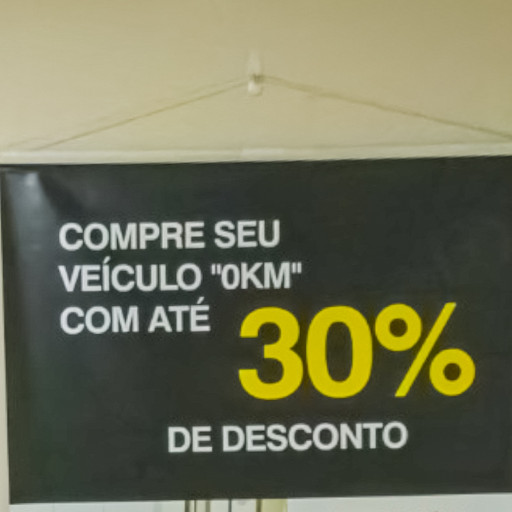 COMPRE SEU
VEÍCULO "0KM"
COM ATÉ
30%
DE DESCONTO